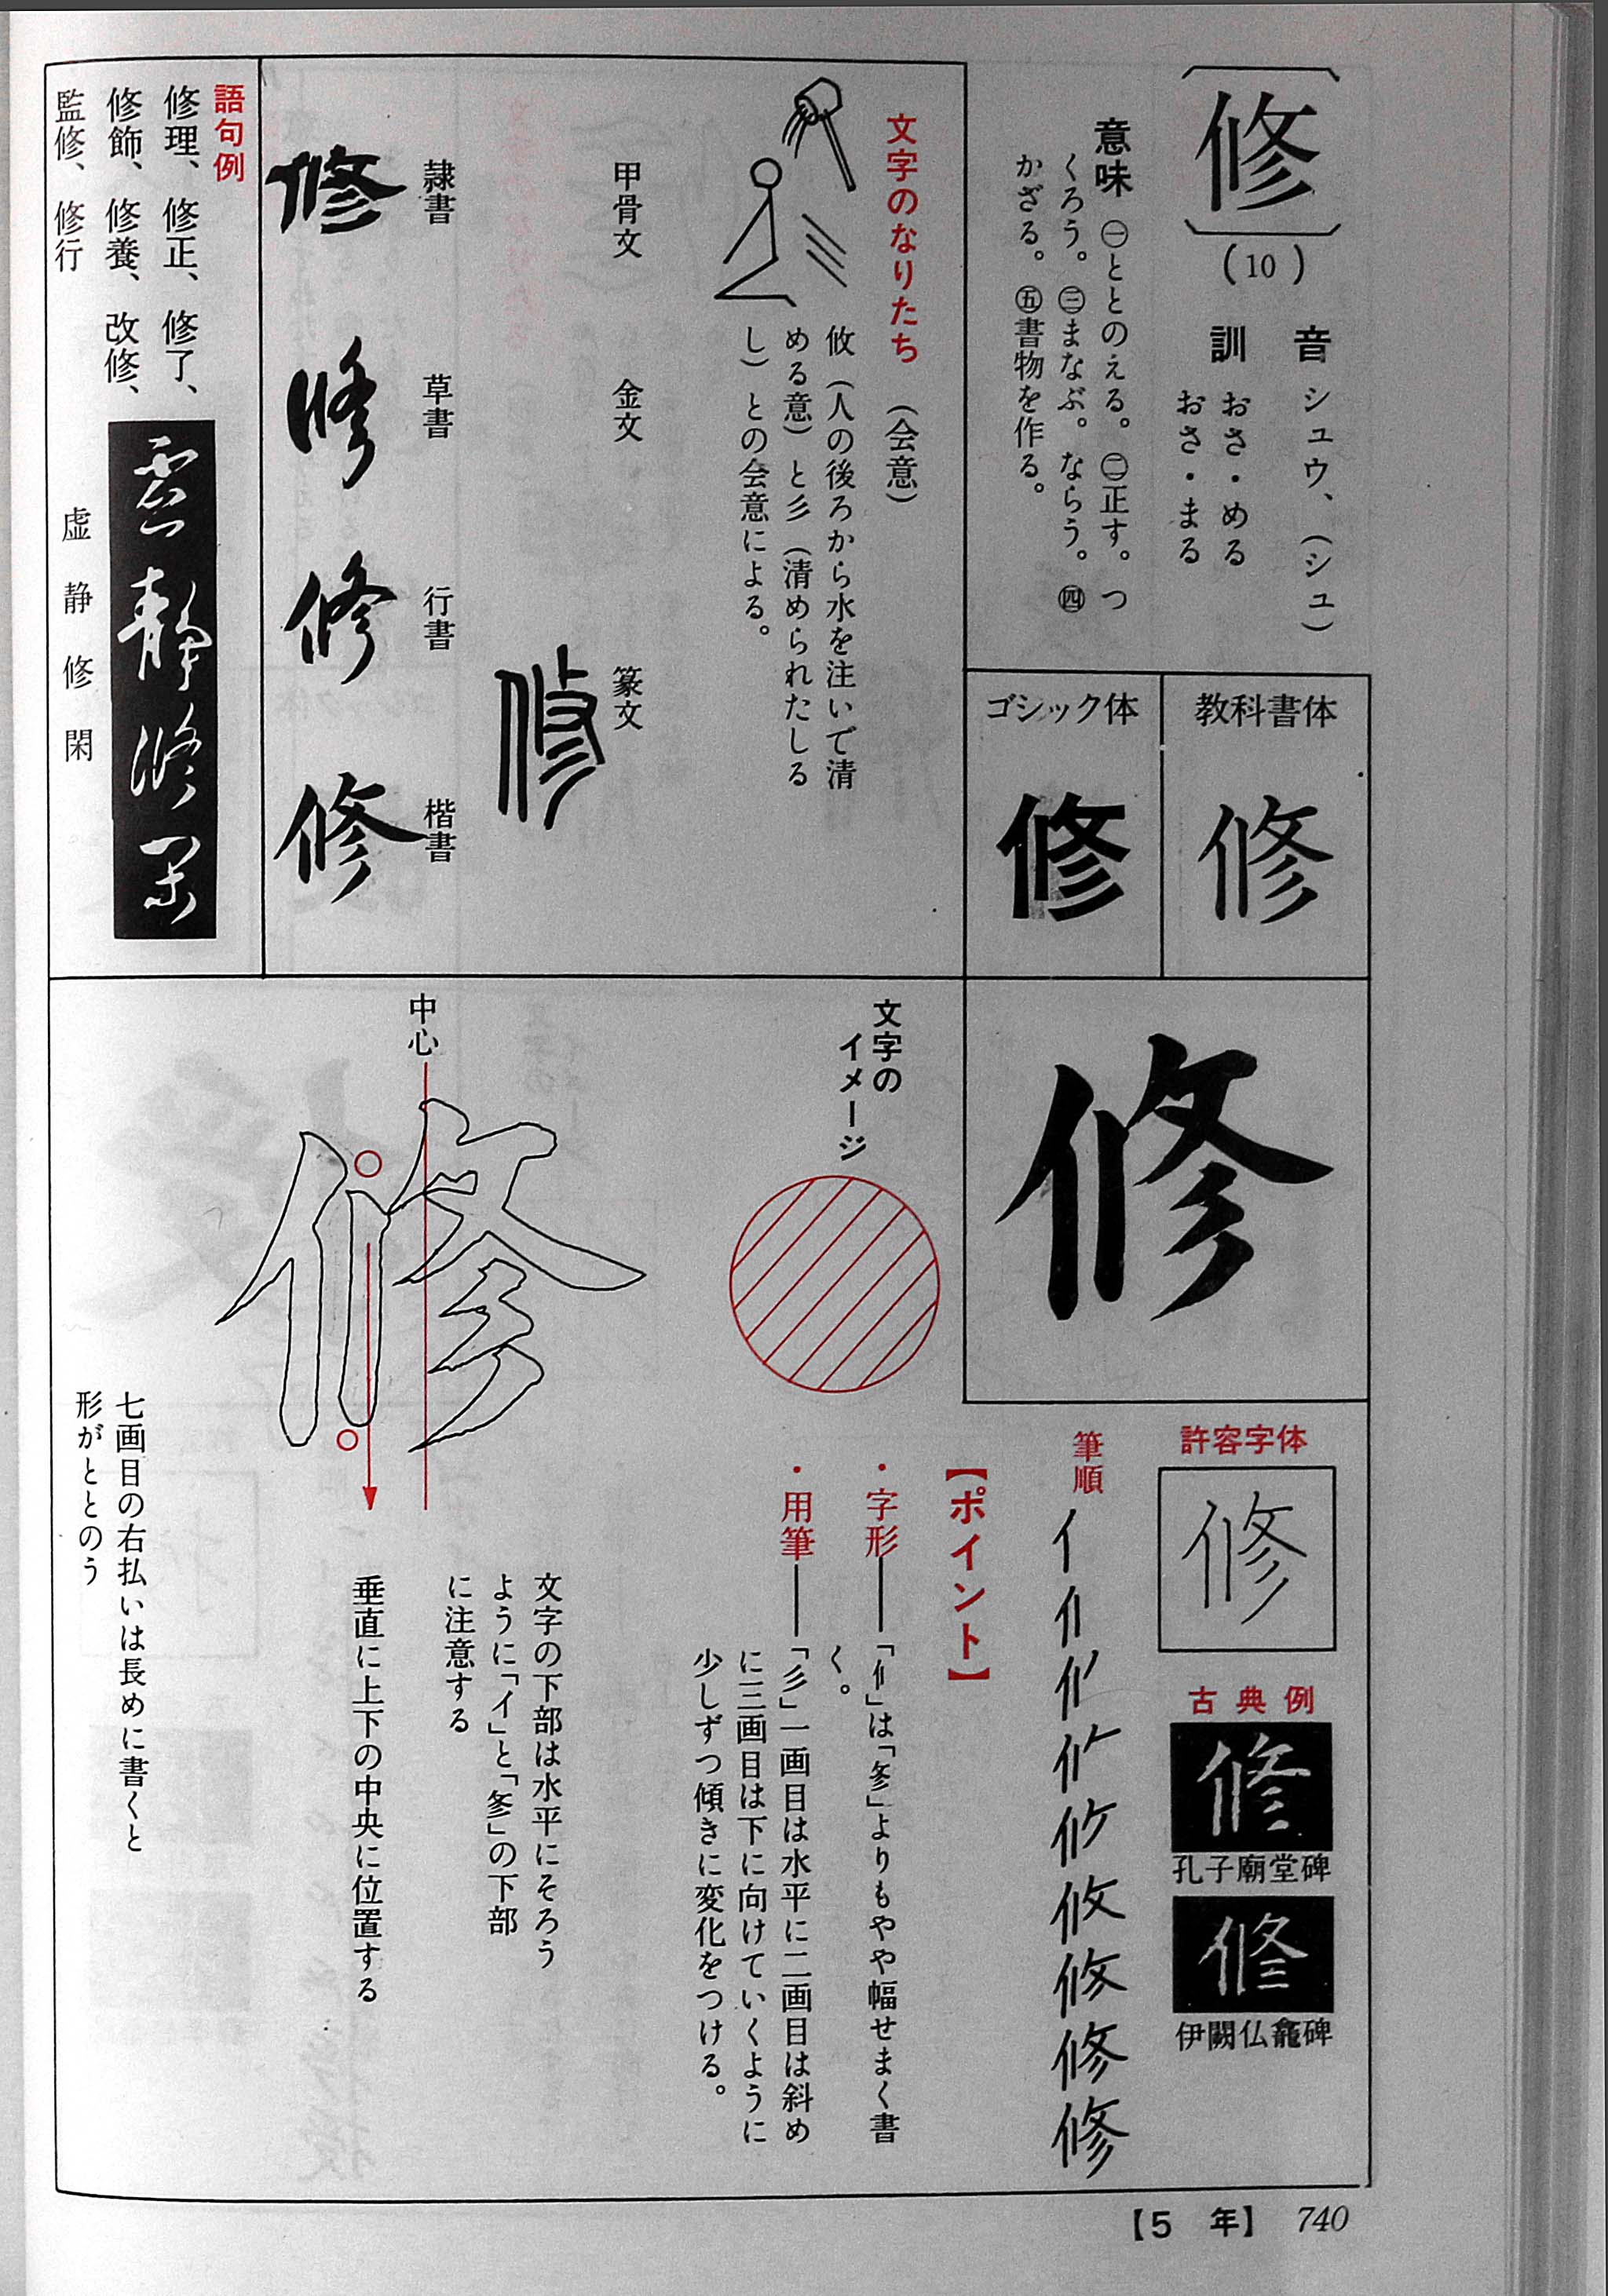 修
(10)
音 シュウ、(シュ)
訓 おさ・める
おさ・まる
意味 ㊀ととのえる。㊁正す。つ
くろう。㊂まなぶ。ならう。㊃
かざる。㊄書物を作る。
教科書体
修
ゴシック体
修
文字のなりたち (会意)
攸(人の後ろから水を注いで清
める意)と彡(清められたしる
し)との会意による。
甲骨文
金文
篆文
修
隷書
修
草書
修
行書
修
楷書
修
語句例
修理、修正、修了、
修飾、修養、改修、
監修、修行
虚静修閑
虚静修閑
修
許容字体
修
古典例
修
孔子廟堂碑
修
伊闕仏龕碑
筆順
亻 攸 修 修 修
【ポイント】
・字形―「⺅丨」は「㣊」よりもやや幅せまく書
く。
・用筆―「彡」一画目は水平に二画目は斜め
に三画目は下に向けていくように
少しずつ傾きに変化をつける。
文字の
イメージ
中心
修
文字の下部は水平にそろう
ように「イ」と「㣊」の下部
に注意する
垂直に上下の中央に位置する
七画目の右払いは長めに書くと
形がととのう
【5年】 740